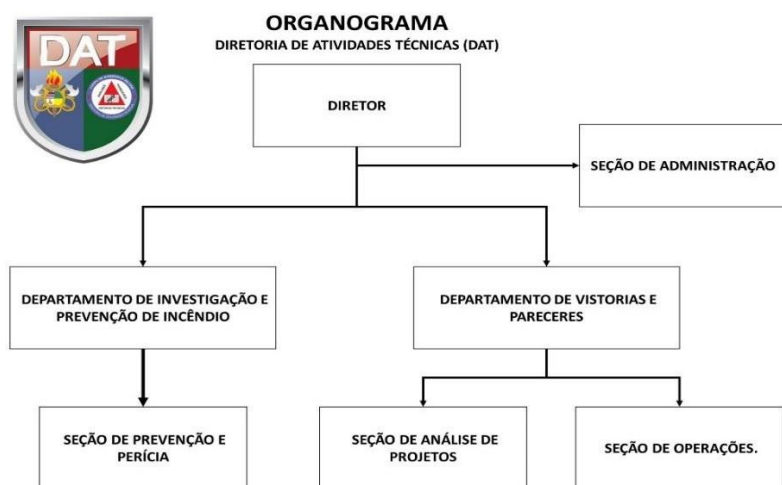 ORGANOGRAMA
DIRETORIA DE ATIVIDADES TÉCNICAS (DAT)
DAT
DIRETOR
SEÇÃO DE ADMINISTRAÇÃO
DEPARTAMENTO DE INVESTIGAÇÃO E
PREVENÇÃO DE INCÊNDIO
DEPARTAMENTO DE VISTORIAS E
PARECERES
SEÇÃO DE PREVENÇÃO E
PERÍCIA
SEÇÃO DE ANÁLISE DE
PROJETOS
SEÇÃO DE OPERAÇÕES.